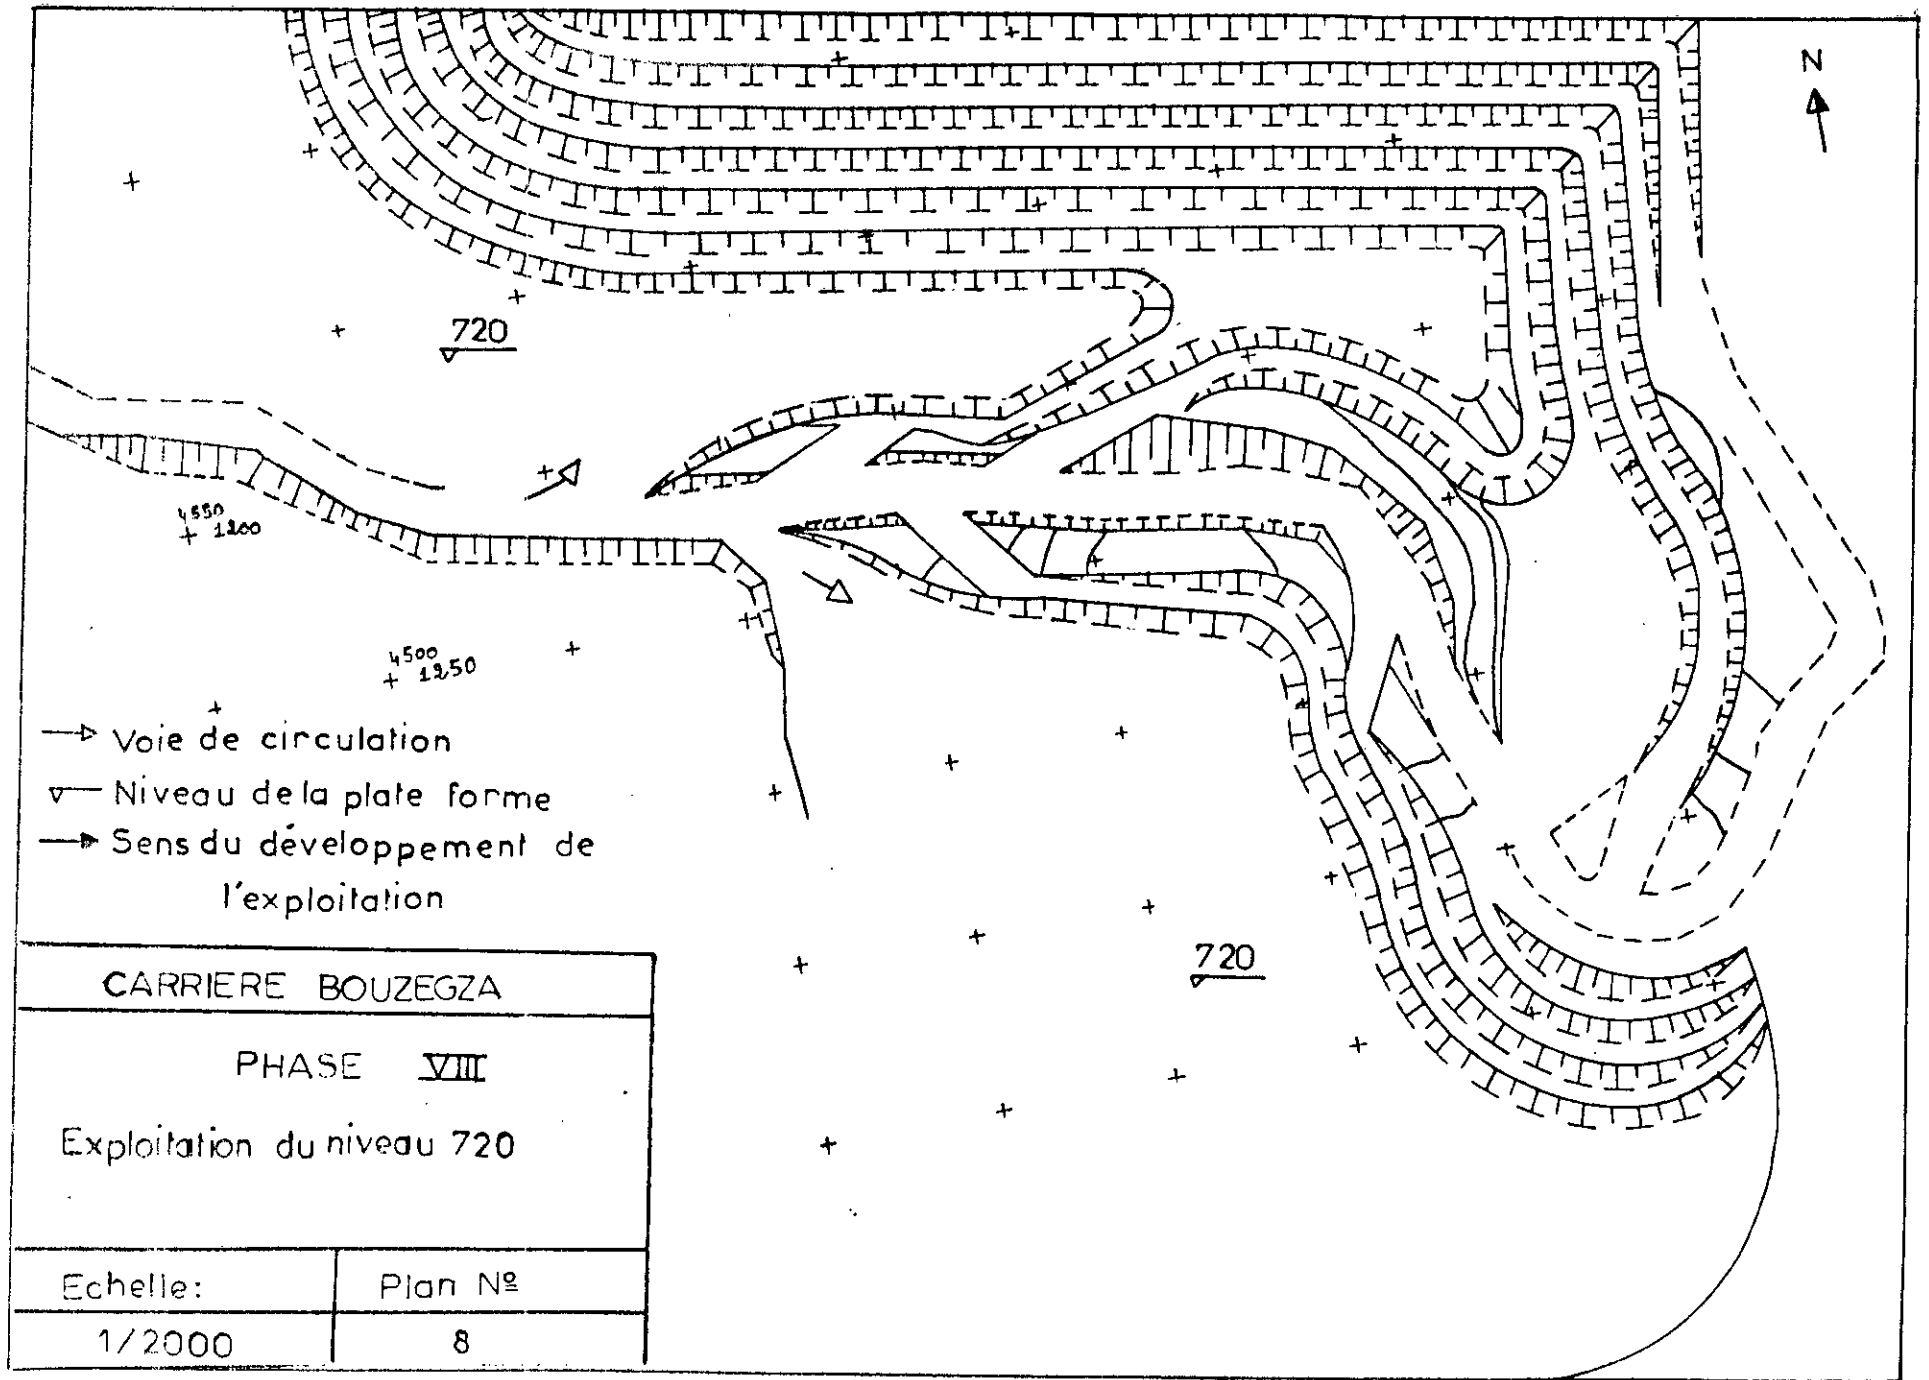 N
720
4550
1200
4500
1250
Voie de circulation
Niveau de la plate forme
Sens du développement de
l'exploitation
720
CARRIERE BOUZEGZA
PHASE VIII
Exploitation du niveau 720
Echelle:
Plan Nº
1/2000
8